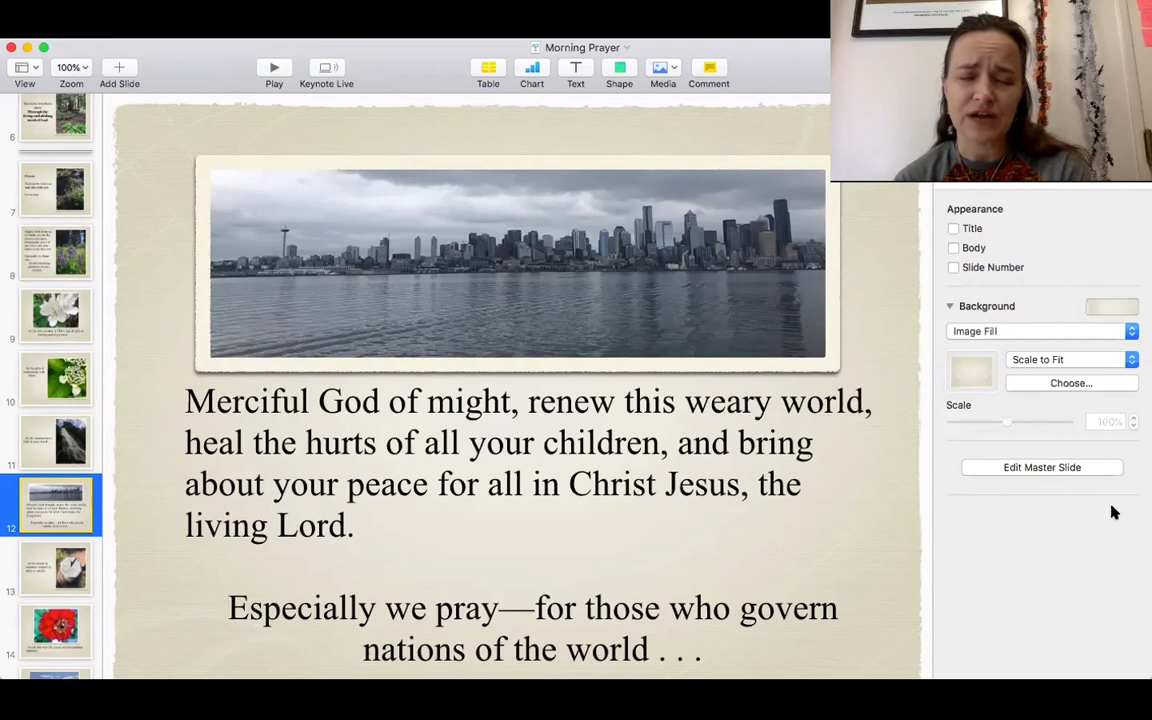 Morning Prayer
100%
View
Zoom
Add Slide
Play
Keynote Live
Table
Chart
Text
Shape
Media
Comment
6
7
8
9
10
11
12
13
14
Merciful God of might, renew this weary world,
heal the hurts of all your children, and bring
about your peace for all in Christ Jesus, the
living Lord.
Especially we pray—for those who govern
nations of the world . . .
Appearance
Title
Body
Slide Number
Background
Image Fill
Scale to Fit
Choose...
Scale
100%
Edit Master Slide